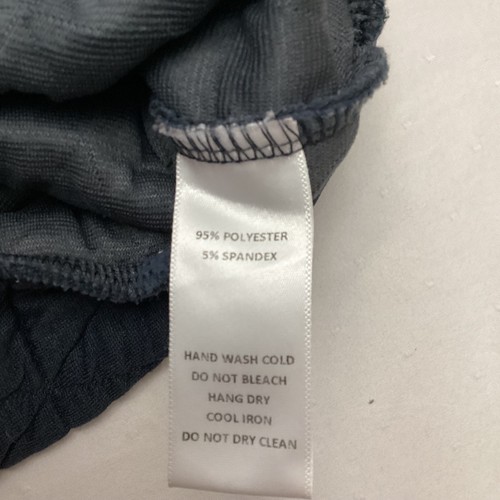 95% POLYESTER
5% SPANDEX
HAND WASH COLD
DO NOT BLEACH
HANG DRY
COOL IRON
DO NOT DRY CLEAN